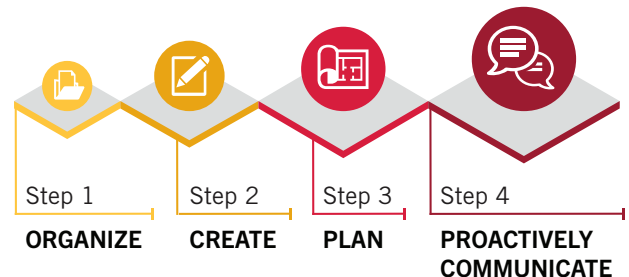 Step 1
ORGANIZE
Step 2
CREATE
Step 3
PLAN
Step 4
PROACTIVELY
COMMUNICATE